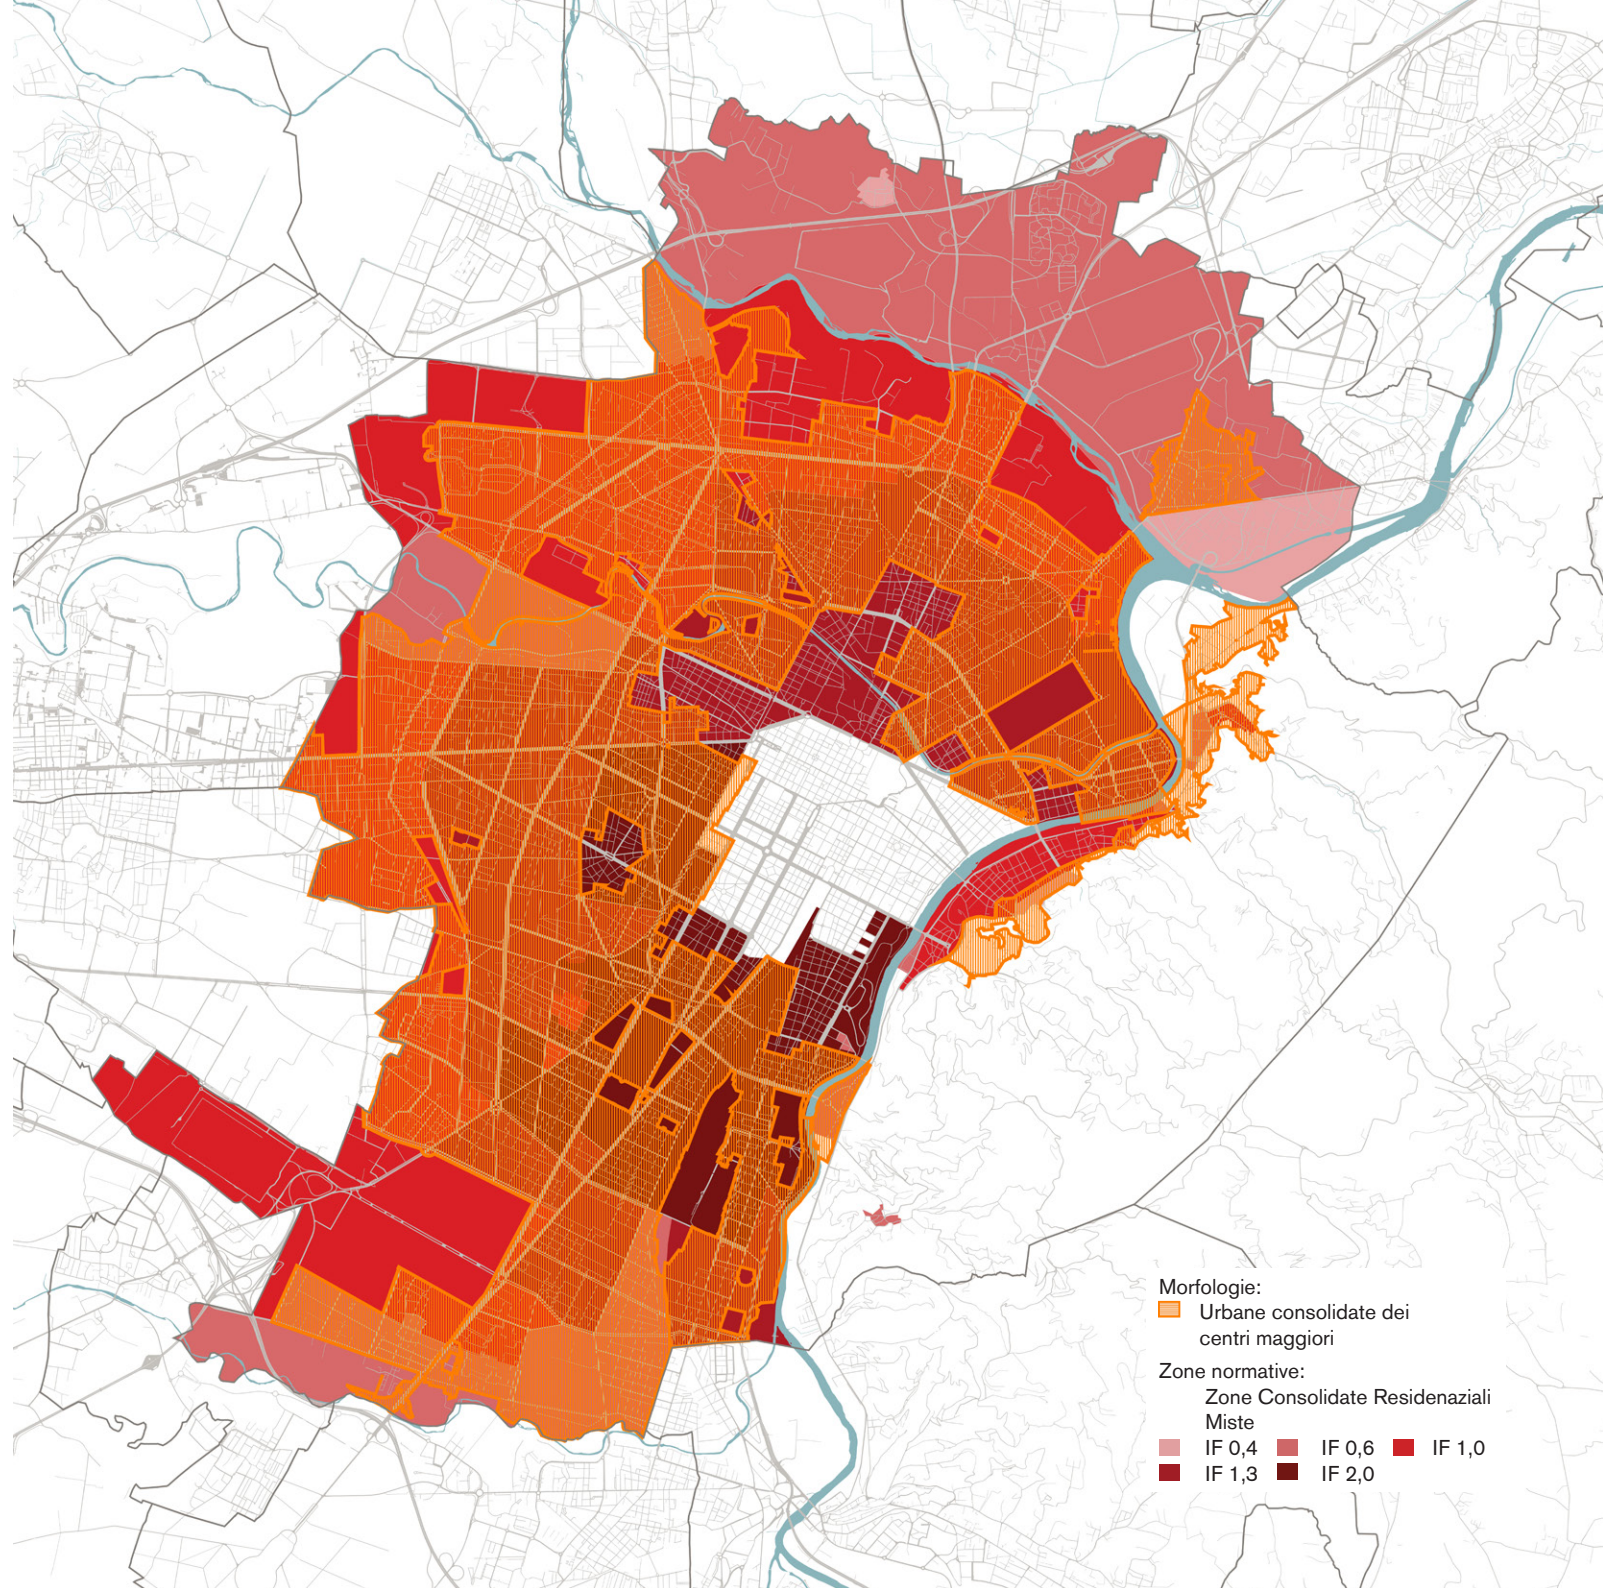 Morfologie:
Urbane consolidate dei
centri maggiori
Zone normative:
Zone Consolidate Residenaziali
Miste
IF 0,4 IF 0,6 IF 1,0
IF 1,3 IF 2,0